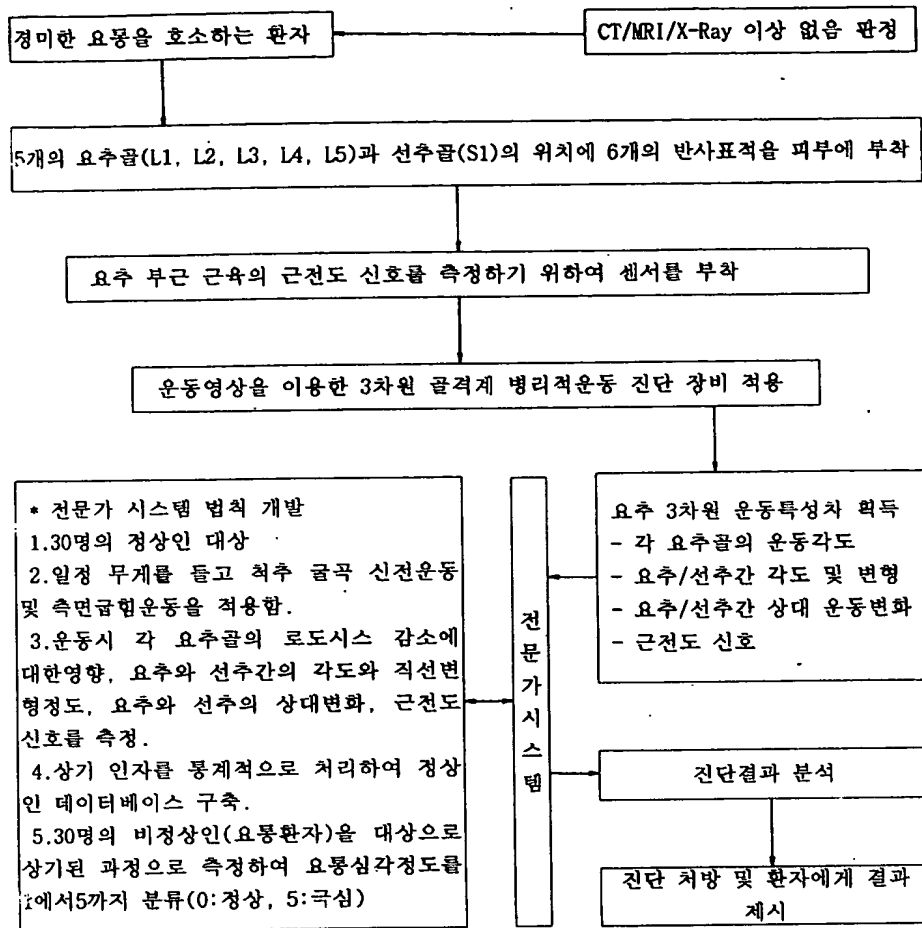 경미한 요통을 호소하는 환자
CT/MRI/X-Ray 이상 없음 판정
5개의 요추골(L1, L2, L3, L4, L5)과 선추골(S1)의 위치에 6개의 반사표적을 피부에 부착
요추 부근 근육의 근전도 신호를 측정하기 위하여 센서를 부착
운동영상을 이용한 3차원 골격계 병리적운동 진단 장비 적용
* 전문가 시스템 법칙 개발
1.30명의 정상인 대상
2.일정 무게를 들고 척추 굴곡 신전운동
및 측면굽힘운동을 적용함.
3.운동시 각 요추골의 로도시스 감소에
대한영향, 요추와 선추간의 각도와 직선변
형정도, 요추와 선추의 상대변화, 근전도
신호를 측정.
4.상기 인자를 통계적으로 처리하여 정상
인 데이터베이스 구축.
5.30명의 비정상인(요통환자)을 대상으로
상기된 과정으로 측정하여 요통심각정도를
에서5까지 분류(0:정상, 5:극심)
전
문
가
시
스
템
요추 3차원 운동특성차 획득
- 각 요추골의 운동각도
- 요추/선추간 각도 및 변형
- 요추/선추간 상대 운동변화
- 근전도 신호
진단결과 분석
진단 처방 및 환자에게 결과
제시